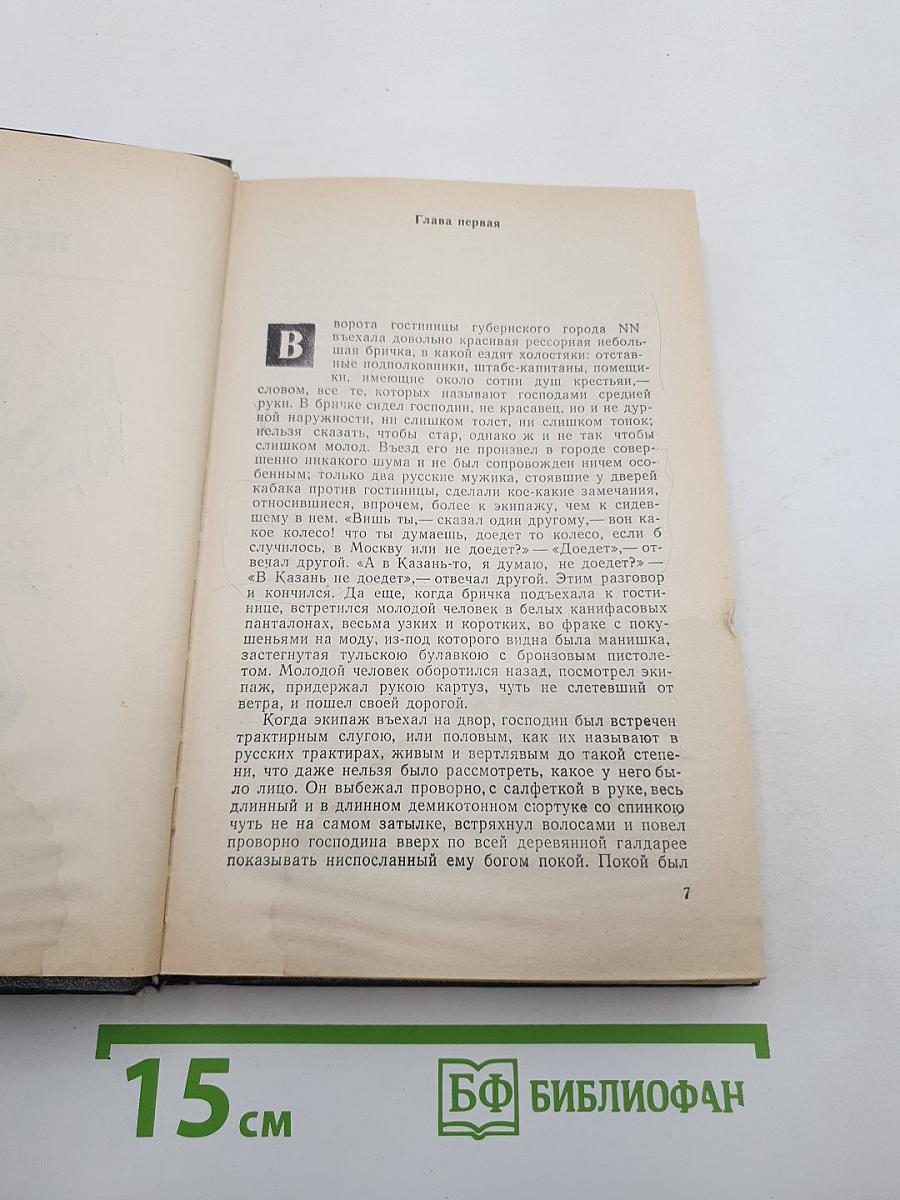 Глава первая
В ворота гостиницы губернского города NN
въехала довольно красивая рессорная неболь-
шая бричка, в какой ездят холостяки: отстав-
ные подполковники, штабс-капитаны, помещи-
ки, имеющие около сотни душ крестьян,—
словом, все те, которых называют господами средней
руки. В бричке сидел господин, не красавец, но и не дур-
ной наружности, ни слишком толст, ни слишком тонок;
нельзя сказать, чтобы стар, однако ж и не так чтобы
слишком молод. Въезд его не произвел в городе совер-
шенно никакого шума и не был сопровожден ничем осо-
бенным; только два русские мужика, стоявшие у дверей
кабака против гостиницы, сделали кое-какие замечания,
относившиеся, впрочем, более к экипажу, чем к сидев-
шему в нем. «Вишь ты,— сказал один другому,— вон ка-
кое колесо! что ты думаешь, доедет то колесо, если б
случилось, в Москву или не доедет?» — «Доедет»,— от-
вечал другой. «А в Казань-то, я думаю, не доедет?» —
«В Казань не доедет»,— отвечал другой. Этим разговор
и кончился. Да еще, когда бричка подъехала к гости-
нице, встретился молодой человек в белых канифасовых
панталонах, весьма узких и коротких, во фраке с поку-
шеньями на моду, из-под которого видна была манишка,
застегнутая тульскою булавкою с бронзовым пистоле-
том. Молодой человек оборотился назад, посмотрел эки-
паж, придержал рукою картуз, чуть не слетевший от
ветра, и пошел своей дорогой.
Когда экипаж въехал на двор, господин был встречен
трактирным слугою, или половым, как их называют в
русских трактирах, живым и вертлявым до такой степе-
ни, что даже нельзя было рассмотреть, какое у него бы-
ло лицо. Он выбежал проворно, с салфеткой в руке, весь
длинный и в длинном демикотонном сюртуке со спинкою
чуть не на самом затылке, встряхнул волосами и повел
проворно господина вверх по всей деревянной галдарее
показывать ниспосланный ему богом покой. Покой был
7
15 см
БФ БИБЛИОФАН